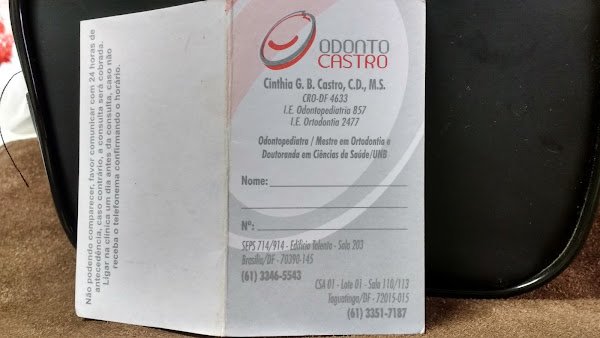 Não podendo comparecer, favor comunicar com 24 horas de
antecedência, caso contrário, a consulta será cobrada.
Ligar na clínica um dia antes da consulta, caso não
receba o telefonema confirmando o horário.
ODONTO
CASTRO
Cinthia G. B. Castro, C.D., M.S.
CRO-DF 4633
I.E. Odontopediatria 857
I.E. Ortodontia 2477
Odontopediatra / Mestre em Ortodontia e
Doutoranda em Ciências da Saúde/UNB
Nome:
Nº:
SEPS 714/914 - Edifício Talento - Sala 203
Brasília/DF - 70390-145
(61) 3346-5543
CSA 01 - Lote 01 - Sala 110/113
Taguatinga/DF - 72015-015
(61) 3351-7187